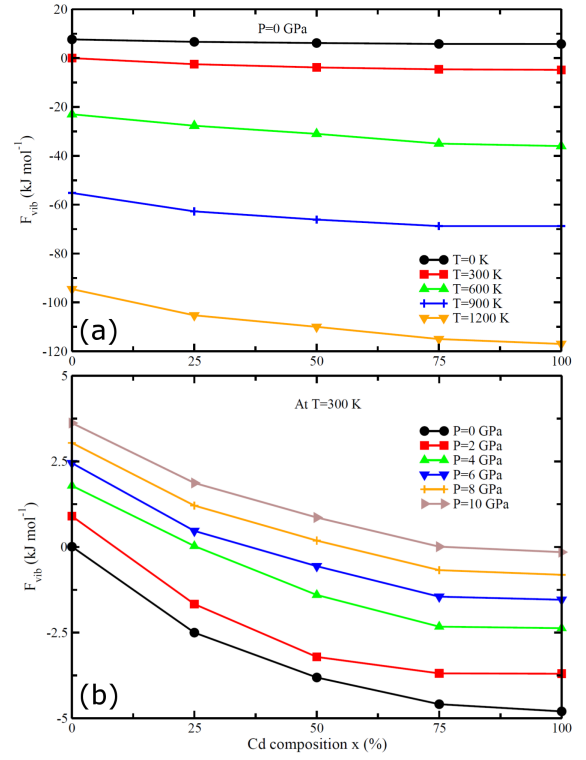 20
P=0 GPa
0
-20
-40
-60
-80
-100
-120
F_vib (kJ mol^-1)
T=0 K
T=300 K
T=600 K
T=900 K
T=1200 K
(a)
0 25 50 75 100
5
At T=300 K
2.5
0
-2.5
-5
F_vib (kJ mol^-1)
P=0 GPa
P=2 GPa
P=4 GPa
P=6 GPa
P=8 GPa
P=10 GPa
(b)
0 25 50 75 100
Cd composition x (%)